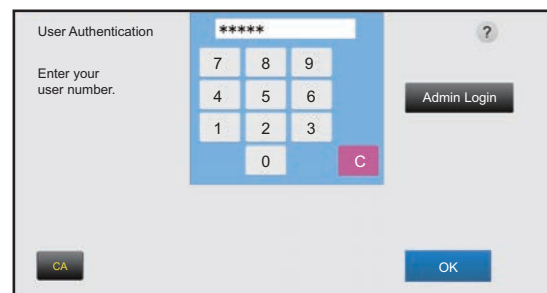 User Authentication
*****
?
Enter your
user number.
7 8 9
4 5 6
Admin Login
1 2 3
0 C
CA
OK